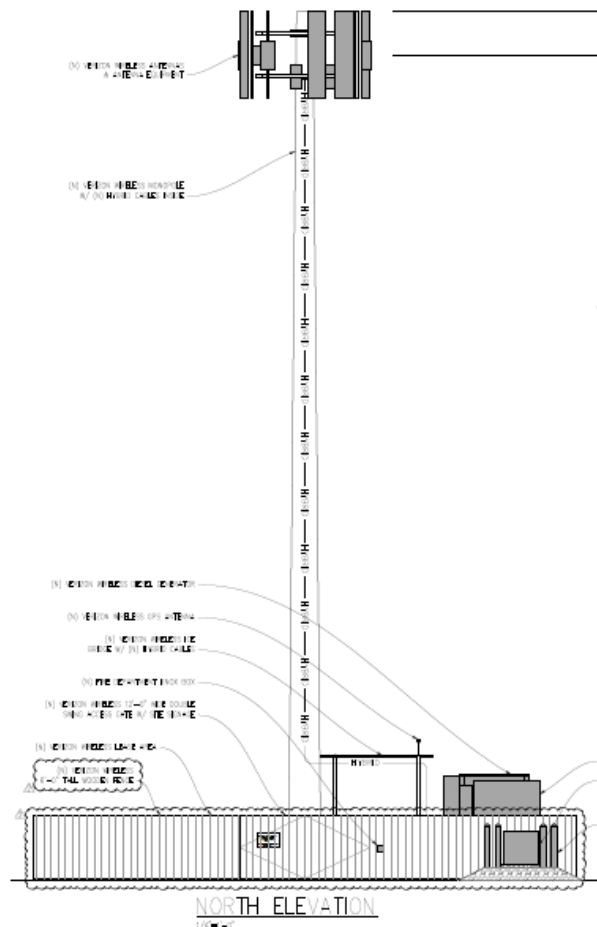 (N) VERIZON WIRELESS ANTENNAS
& ANTENNA EQUIPMENT
(N) VERIZON WIRELESS MONOPOLE
W/ (N) HYBRID CABLES INSIDE
(N) VERIZON WIRELESS DIESEL GENERATOR
(N) VERIZON WIRELESS GPS ANTENNA
(N) VERIZON WIRELESS ICE
BRIDGE W/ (N) HYBRID CABLES
(N) FIRE DEPARTMENT KNOX BOX
(N) VERIZON WIRELESS 12'-0" WIDE DOUBLE
SWING ACCESS GATE W/ SITE SIGNAGE
HYBRID
(N) VERIZON WIRELESS LEASE AREA
(N) VERIZON WIRELESS
6'-0" TALL WOODEN FENCE
NORTH ELEVATION